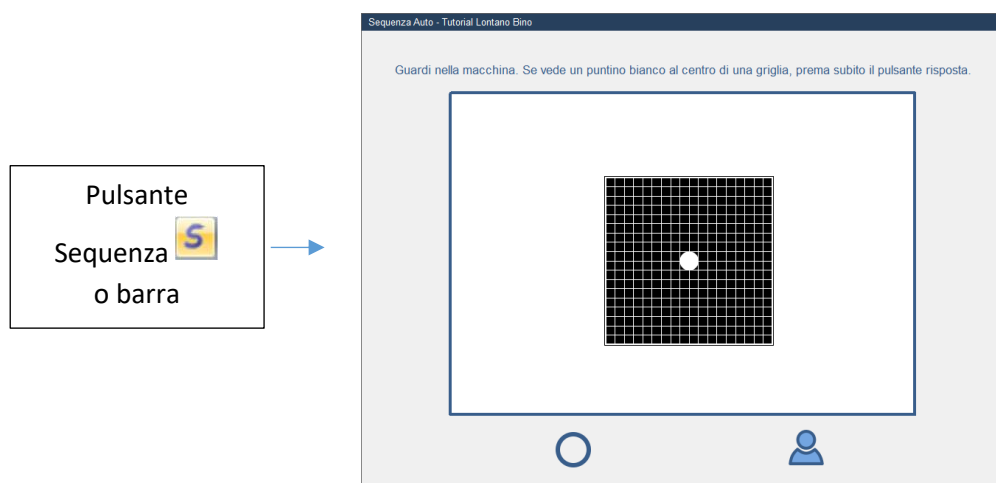 Sequenza Auto - Tutorial Lontano Bino
Guardi nella macchina. Se vede un puntino bianco al centro di una griglia, prema subito il pulsante risposta.
Pulsante
Sequenza S
o barra